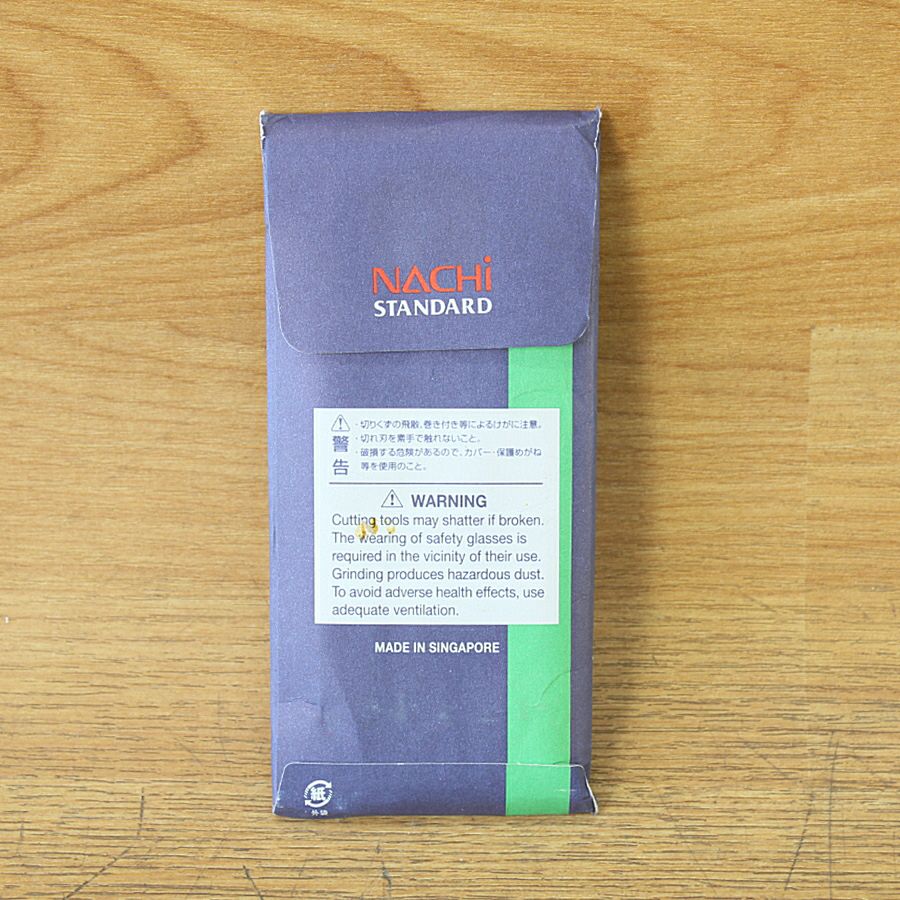 NACHi
STANDARD
・切りくずの飛散、巻き付き等によるけがに注意。
警告
・切れ刃を素手で触れないこと。
・破損する危険があるので、カバー・保護めがね
等を使用のこと。
WARNING
Cutting tools may shatter if broken.
The wearing of safety glasses is
required in the vicinity of their use.
Grinding produces hazardous dust.
To avoid adverse health effects, use
adequate ventilation.
MADE IN SINGAPORE
紙
外箱